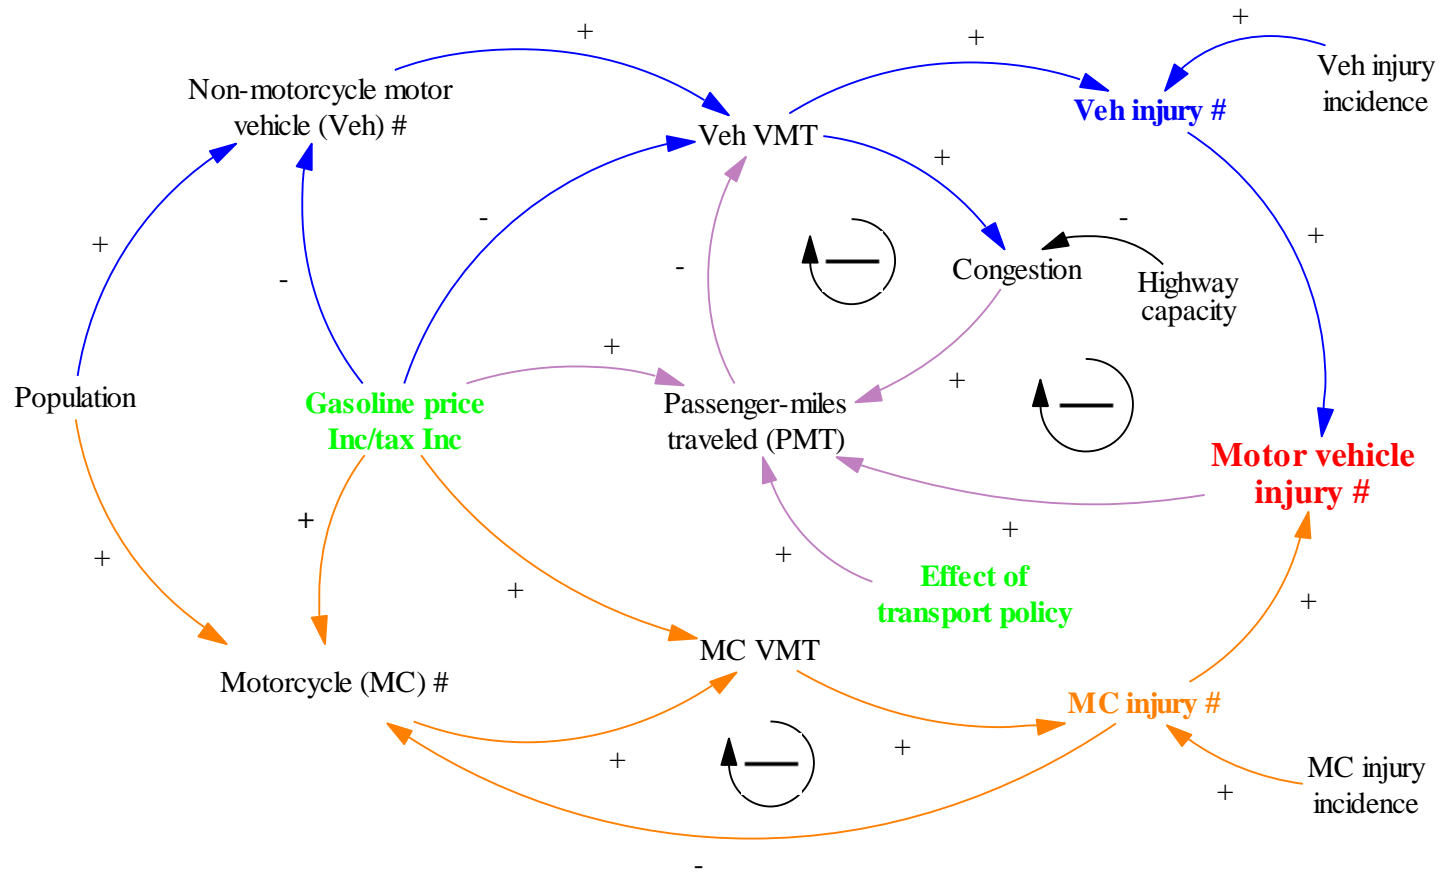 +
+
+
Non-motorcycle motor
vehicle (Veh) #
Veh injury
incidence
Veh injury #
Veh VMT
+
-
-
+
+
-
-
Congestion
Highway
capacity
+
+
Population
Gasoline price
Inc/tax Inc
Passenger-miles
traveled (PMT)
Motor vehicle
injury #
+
+
+
+
Effect of
transport policy
+
+
+
MC VMT
Motorcycle (MC) #
MC injury #
+
+
MC injury
incidence
+
-